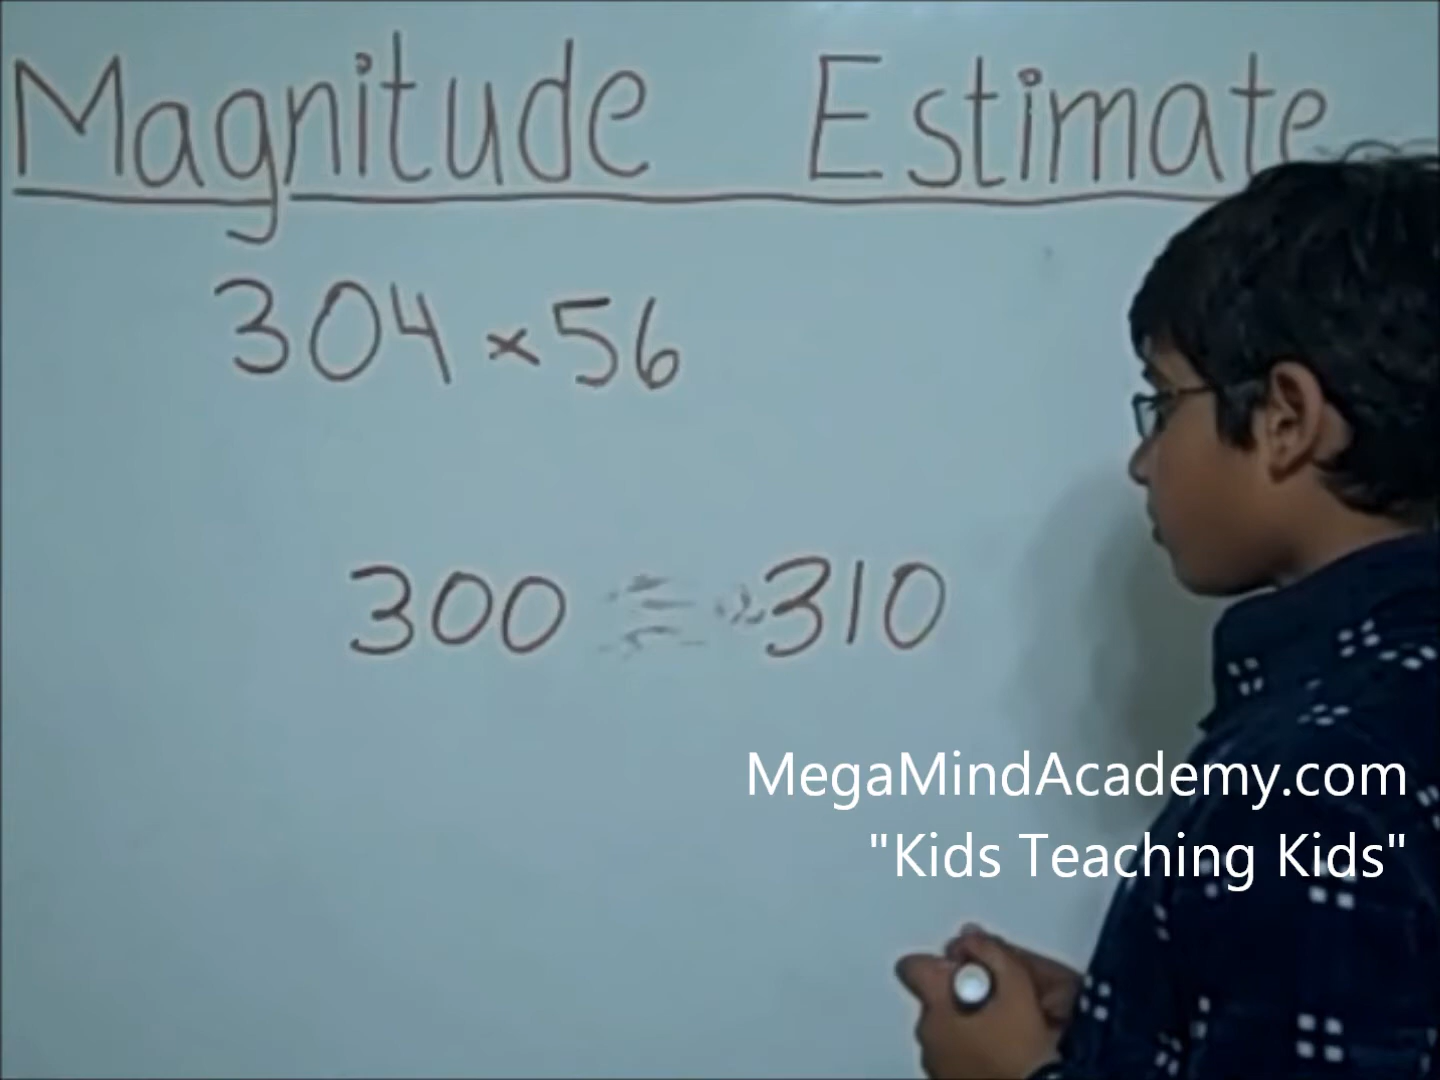 Magnitude Estimate
304 × 56
300 310
MegaMindAcademy.com
"Kids Teaching Kids"